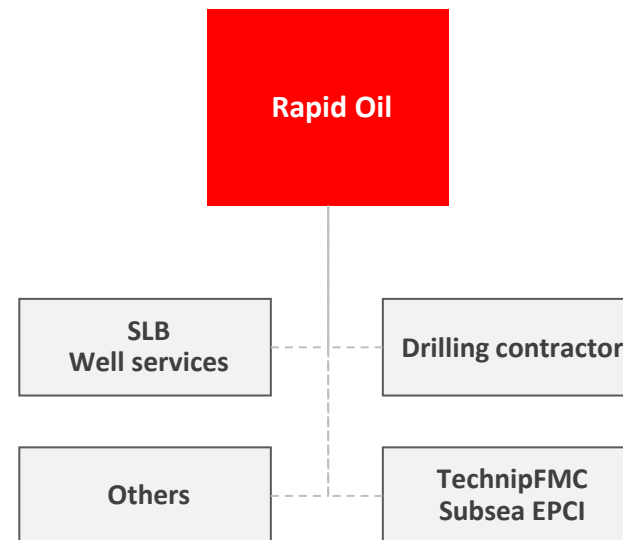 Rapid Oil
SLB
Well services
Drilling contractor
Others
TechnipFMC
Subsea EPCI